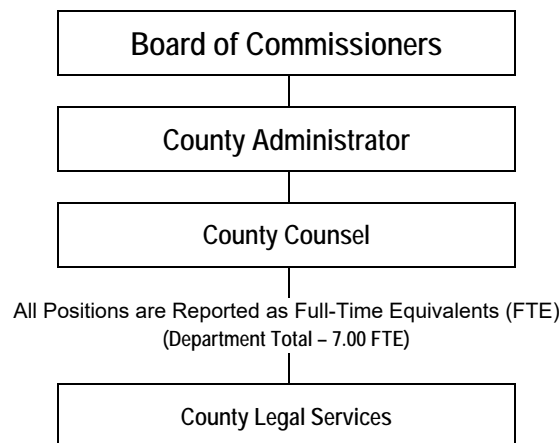 Board of Commissioners
County Administrator
County Counsel
All Positions are Reported as Full-Time Equivalents (FTE)
(Department Total – 7.00 FTE)
County Legal Services